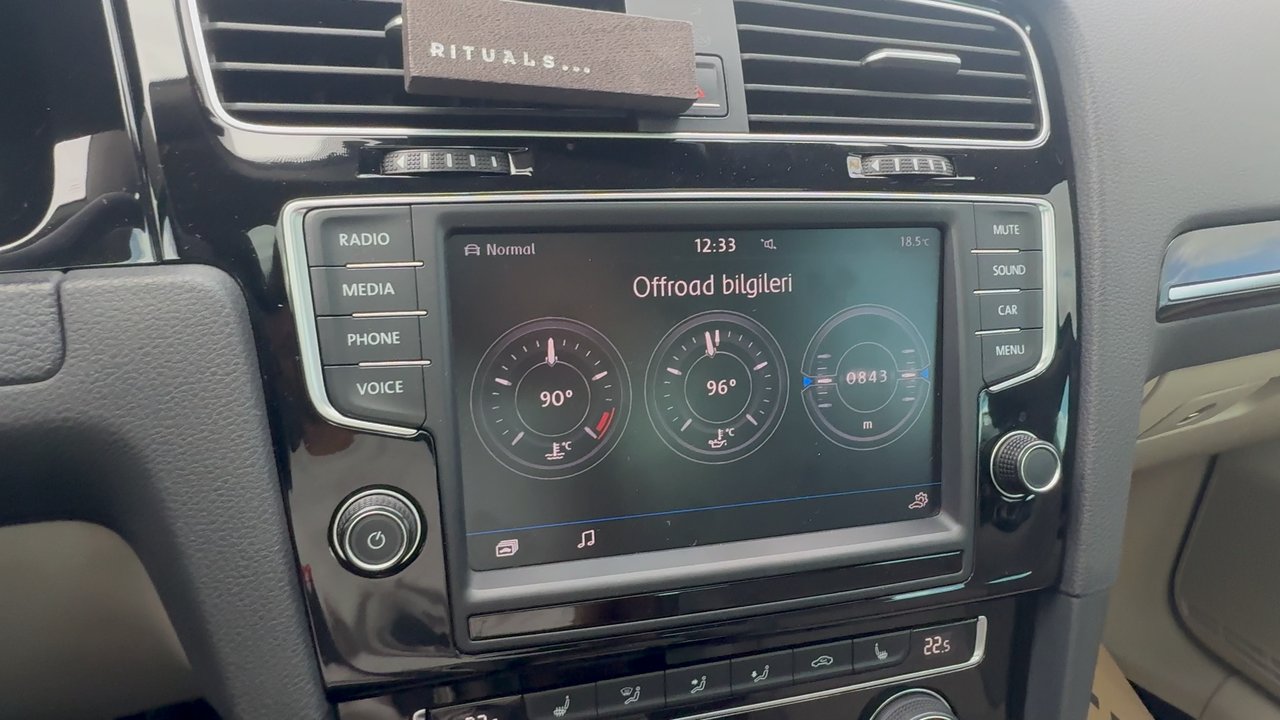 RITUALS...
RADIO
MEDIA
PHONE
VOICE
Normal
12:33
18.5°C
Offroad bilgileri
90°
°C
96°
°C
0843
m
MUTE
SOUND
CAR
MENU
22.5